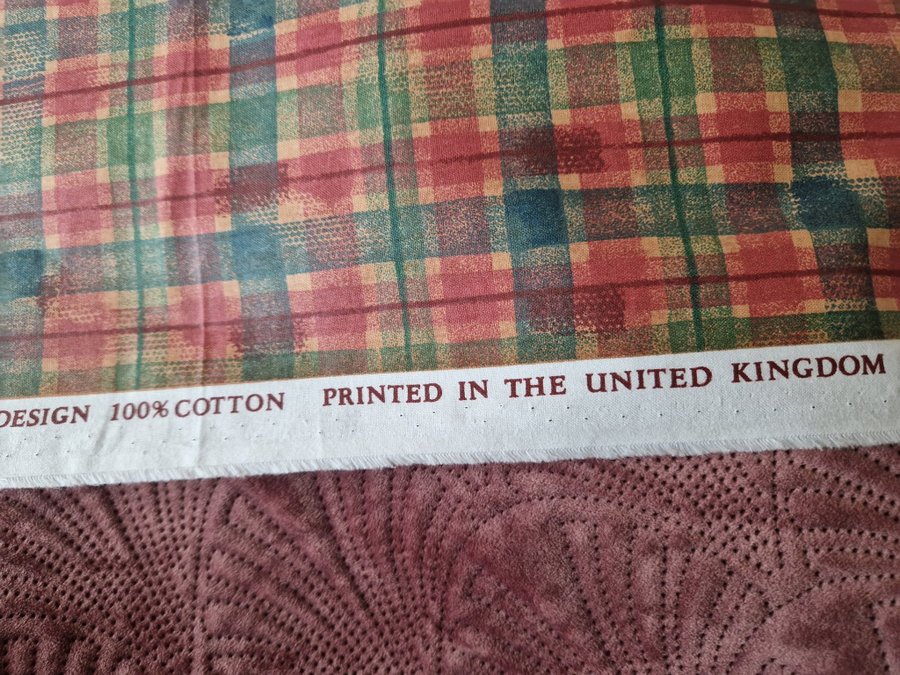 DESIGN 100% COTTON PRINTED IN THE UNITED KINGDOM